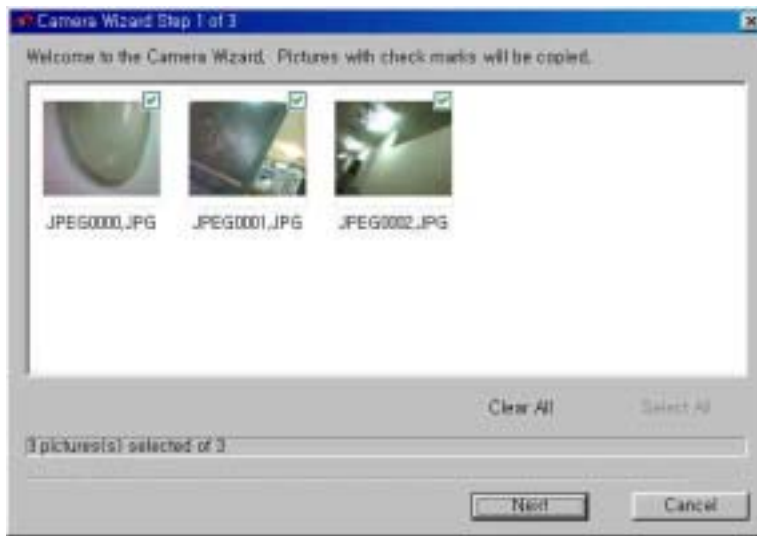 Camera Wizard Step 1 of 3
Welcome to the Camera Wizard. Pictures with check marks will be copied.
JPEG0000.JPG JPEG0001.JPG JPEG0002.JPG
Clear All Select All
3 pictures(s) selected of 3
Next Cancel